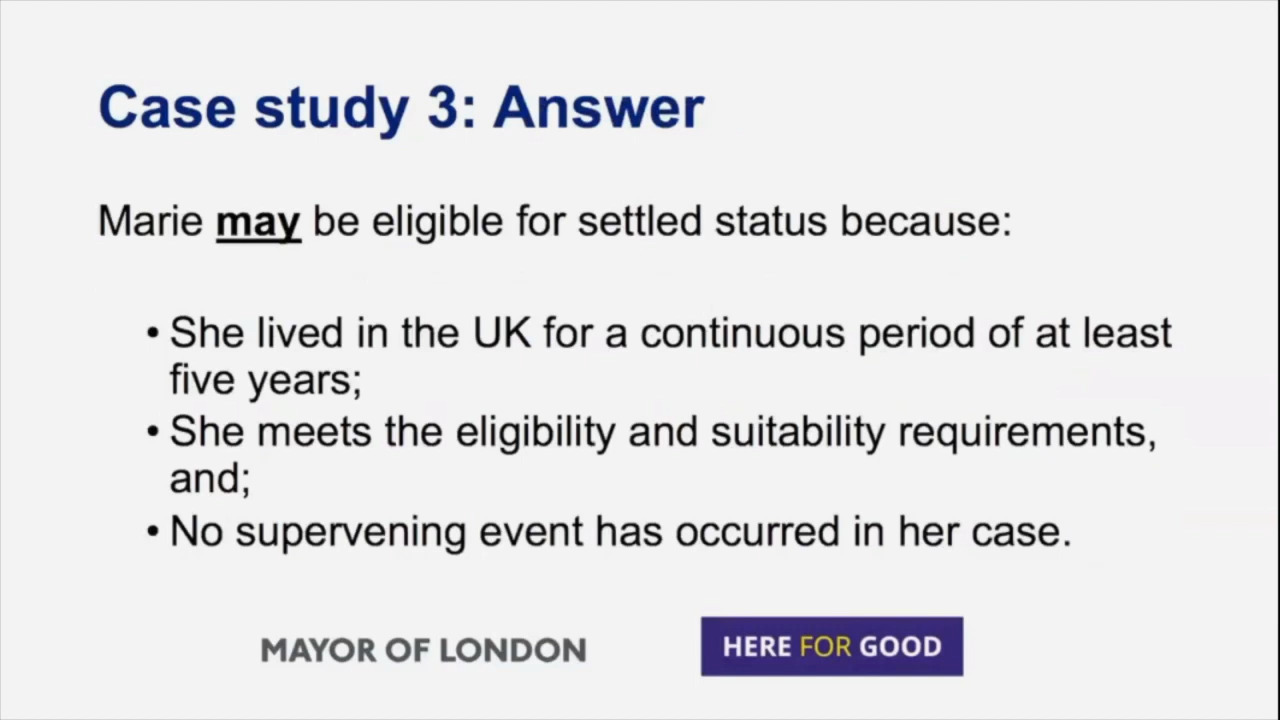 Case study 3: Answer
Marie may be eligible for settled status because:
• She lived in the UK for a continuous period of at least
five years;
• She meets the eligibility and suitability requirements,
and;
• No supervening event has occurred in her case.
MAYOR OF LONDON
HERE FOR GOOD